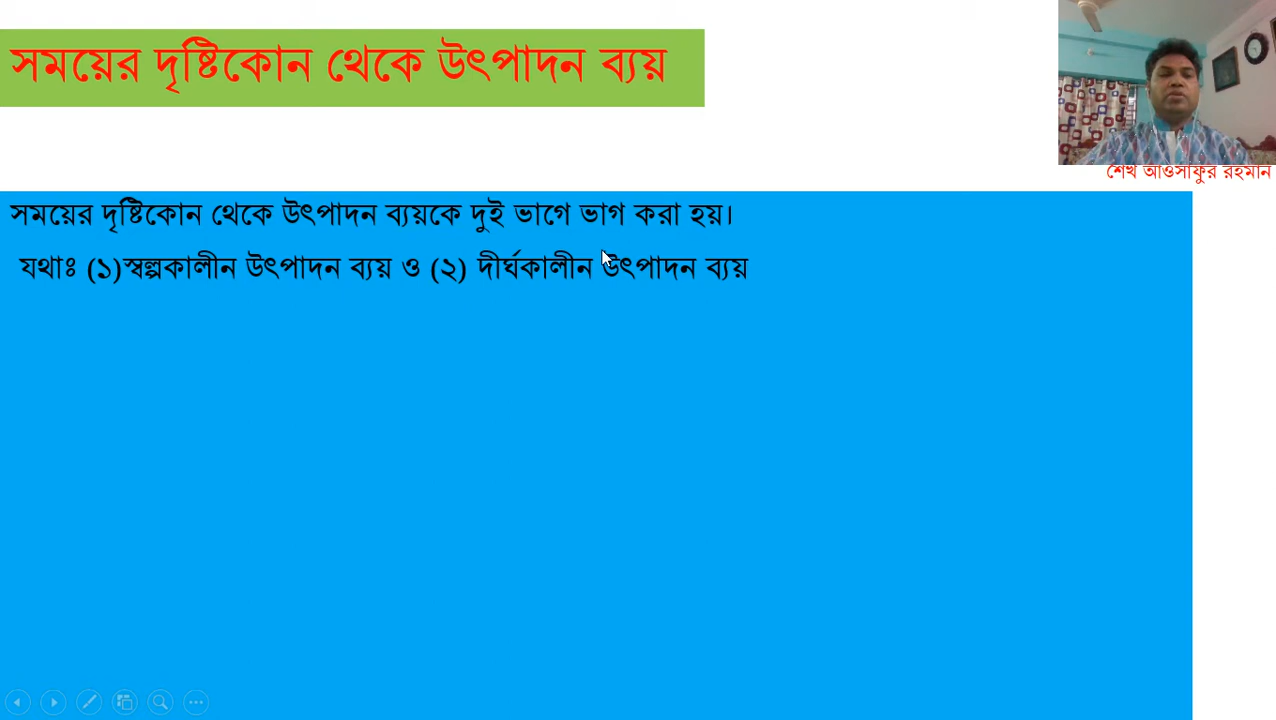 সময়ের দৃষ্টিকোন থেকে উৎপাদন ব্যয়
শেখ আওসাফুর রহমান
সময়ের দৃষ্টিকোন থেকে উৎপাদন ব্যয়কে দুই ভাগে ভাগ করা হয়।
যথাঃ (১)স্বল্পকালীন উৎপাদন ব্যয় ও (২) দীর্ঘকালীন উৎপাদন ব্যয়